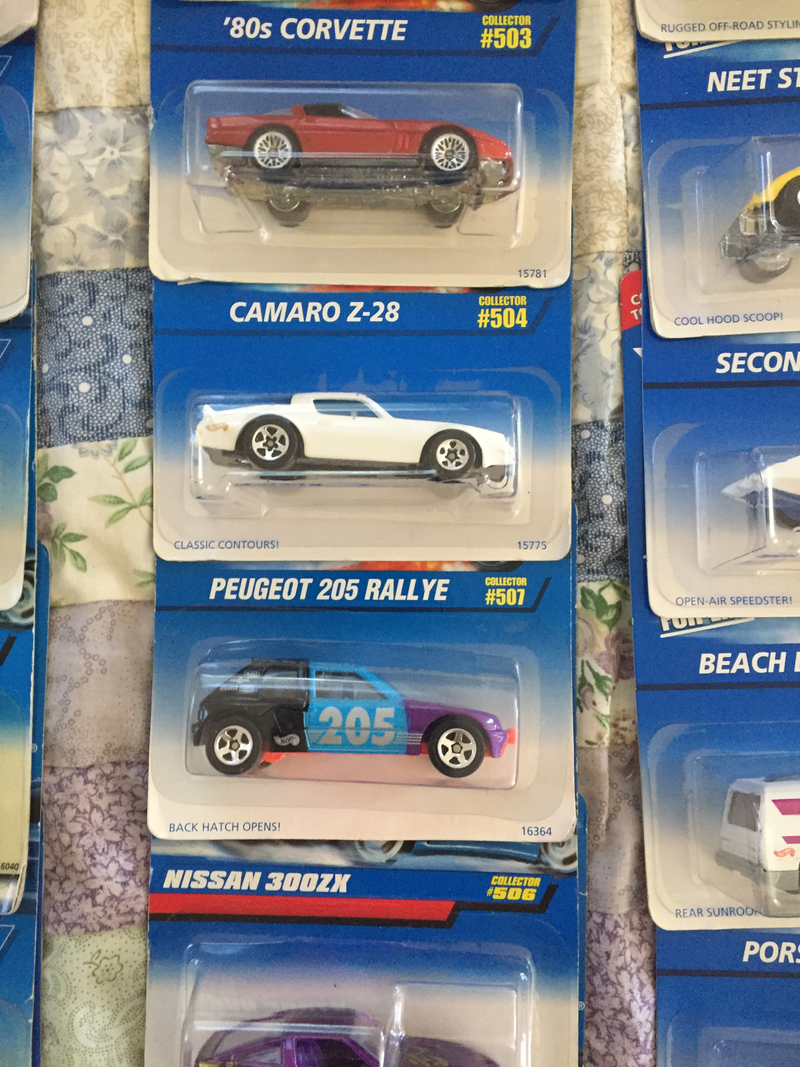 '80s CORVETTE
COLLECTOR
#503
15781
CAMARO Z-28
COLLECTOR
#504
CLASSIC CONTOURS!
15775
PEUGEOT 205 RALLYE
COLLECTOR
#507
205
BACK HATCH OPENS!
16364
NISSAN 300ZX
COLLECTOR
#506
6040
RUGGED OFF-ROAD STYLIN
NEET ST
COOL HOOD SCOOP!
SECON
OPEN-AIR SPEEDSTER!
BEACH
REAR SUNROO
PORS